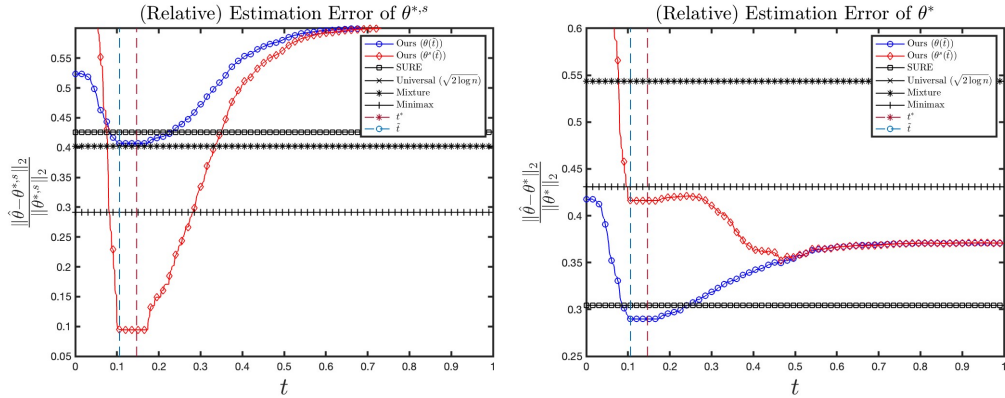 (Relative) Estimation Error of θ*,s
0.55
0.5
0.45
0.4
0.35
0.3
0.25
0.2
0.15
0.1
0.05
‖θ̂−θ*,s‖₂
‖θ*,s‖₂
Ours (θ(t̃))
Ours (θˢ(t̃))
SURE
Universal (√2 log n)
Mixture
Minimax
t*
t̃
0 0.1 0.2 0.3 0.4 0.5 0.6 0.7 0.8 0.9 1
t
(Relative) Estimation Error of θ*
0.6
0.55
0.5
0.45
0.4
0.35
0.3
0.25
‖θ̂−θ*‖₂
‖θ*‖₂
Ours (θ(t̃))
Ours (θˢ(t̃))
SURE
Universal (√2 log n)
Mixture
Minimax
t*
t̃
0 0.1 0.2 0.3 0.4 0.5 0.6 0.7 0.8 0.9 1
t